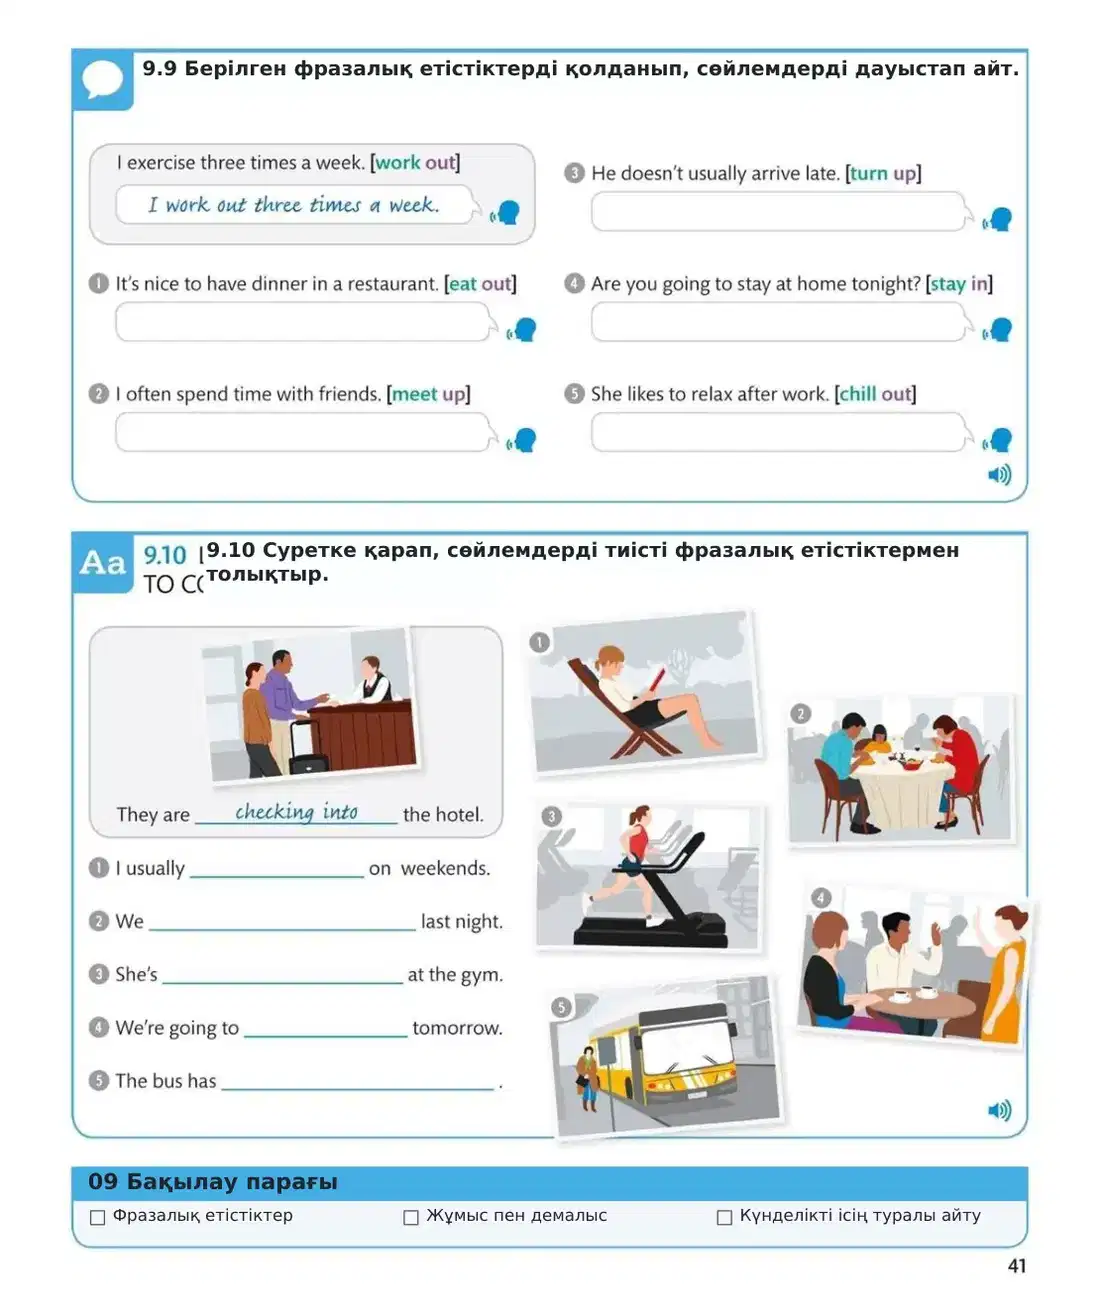 9.9 Берілген фразалық етістіктерді қолданып, сөйлемдерді дауыстап айт.
I exercise three times a week. [work out]
I work out three times a week.
1 It's nice to have dinner in a restaurant. [eat out]
2 I often spend time with friends. [meet up]
3 He doesn't usually arrive late. [turn up]
4 Are you going to stay at home tonight? [stay in]
5 She likes to relax after work. [chill out]
Aa
9.10
TO
9.10 Суретке қарап, сөйлемдерді тиісті фразалық етістіктермен
толықтыр.
They are checking into the hotel.
1 I usually ____ on weekends.
2 We ____ last night.
3 She's ____ at the gym.
4 We're going to ____ tomorrow.
5 The bus has ____ .
1
2
3
4
5
09 Бақылау парағы
Фразалық етістіктер
Жұмыс пен демалыс
Күнделікті ісің туралы айту
41